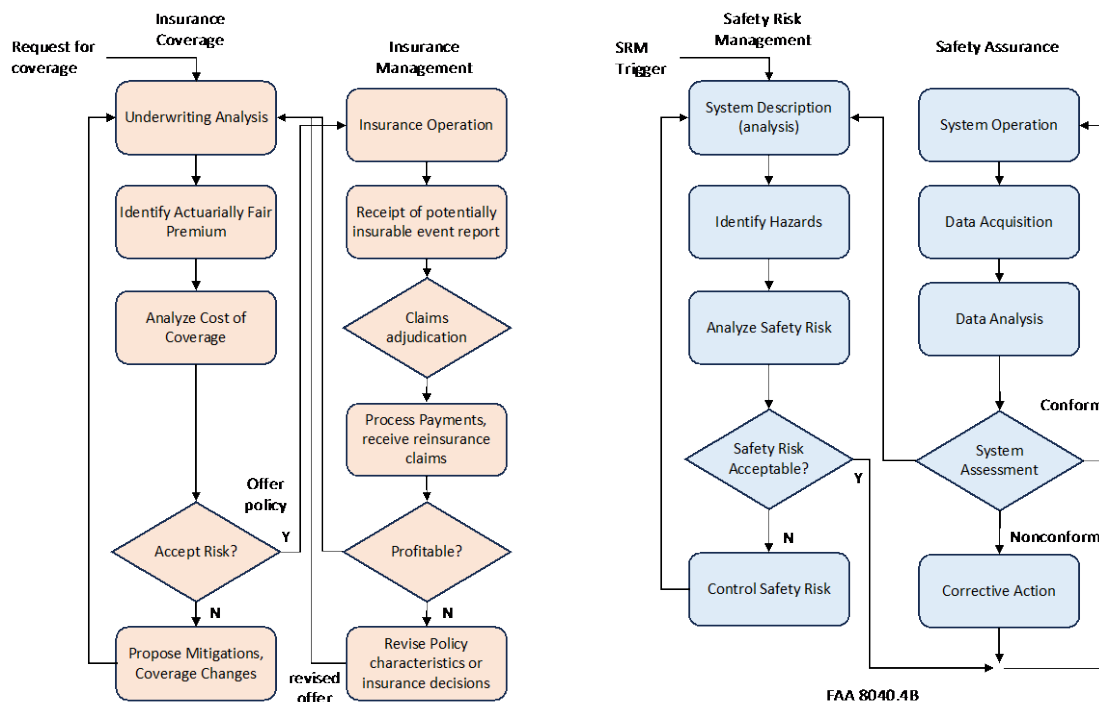 Insurance
Coverage
Request for
coverage
Underwriting Analysis
Identify Actuarially Fair
Premium
Analyze Cost of
Coverage
Offer
policy
Y
Accept Risk?
N
Propose Mitigations,
Coverage Changes
Insurance
Management
Insurance Operation
Receipt of potentially
insurable event report
Claims
adjudication
Process Payments,
receive reinsurance
claims
Profitable?
N
Revise Policy
characteristics or
insurance decisions
revised
offer
Safety Risk
Management
SRM
Trigger
System Description
(analysis)
Identify Hazards
Analyze Safety Risk
Safety Risk
Acceptable?
Y
N
Control Safety Risk
Safety Assurance
System Operation
Data Acquisition
Data Analysis
Conform
System
Assessment
Nonconform
Corrective Action
FAA 8040.4B